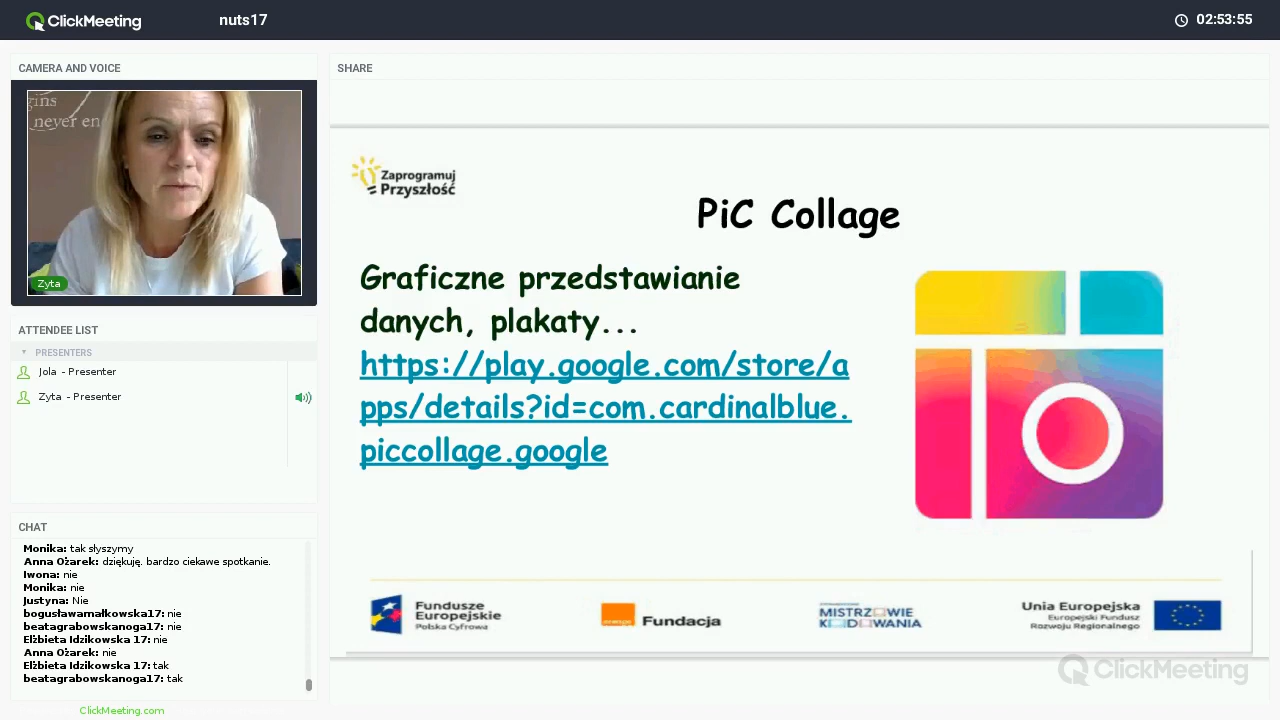 ClickMeeting
nuts17
02:53:55
CAMERA AND VOICE
gins
never en
Zyta
ATTENDEE LIST
PRESENTERS
Jola - Presenter
Zyta - Presenter
CHAT
Monika: tak słyszymy
Anna Ożarek: dziękuję. bardzo ciekawe spotkanie.
Iwona: nie
Monika: nie
Justyna: Nie
bogusławamałkowska17: nie
beatagrabowskanoga17: nie
Elżbieta Idzikowska 17: nie
Anna Ożarek: nie
Elżbieta Idzikowska 17: tak
beatagrabowskanoga17: tak
ClickMeeting.com
SHARE
Zaprogramuj
Przyszłość
PiC Collage
Graficzne przedstawianie
danych, plakaty...
https://play.google.com/store/a
pps/details?id=com.cardinalblue.
piccollage.google
Fundusze
Europejskie
Polska Cyfrowa
Fundacja
MISTRZOWIE
KODOWANIA
Unia Europejska
Europejski Fundusz
Rozwoju Regionalnego
ClickMeeting